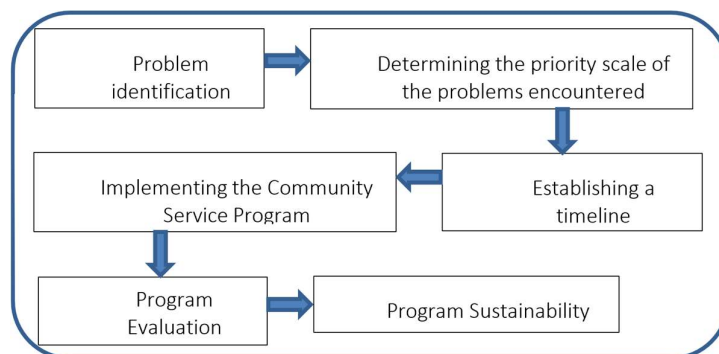 Problem
identification
Determining the priority scale of
the problems encountered
Establishing a
timeline
Implementing the Community
Service Program
Program
Evaluation
Program Sustainability